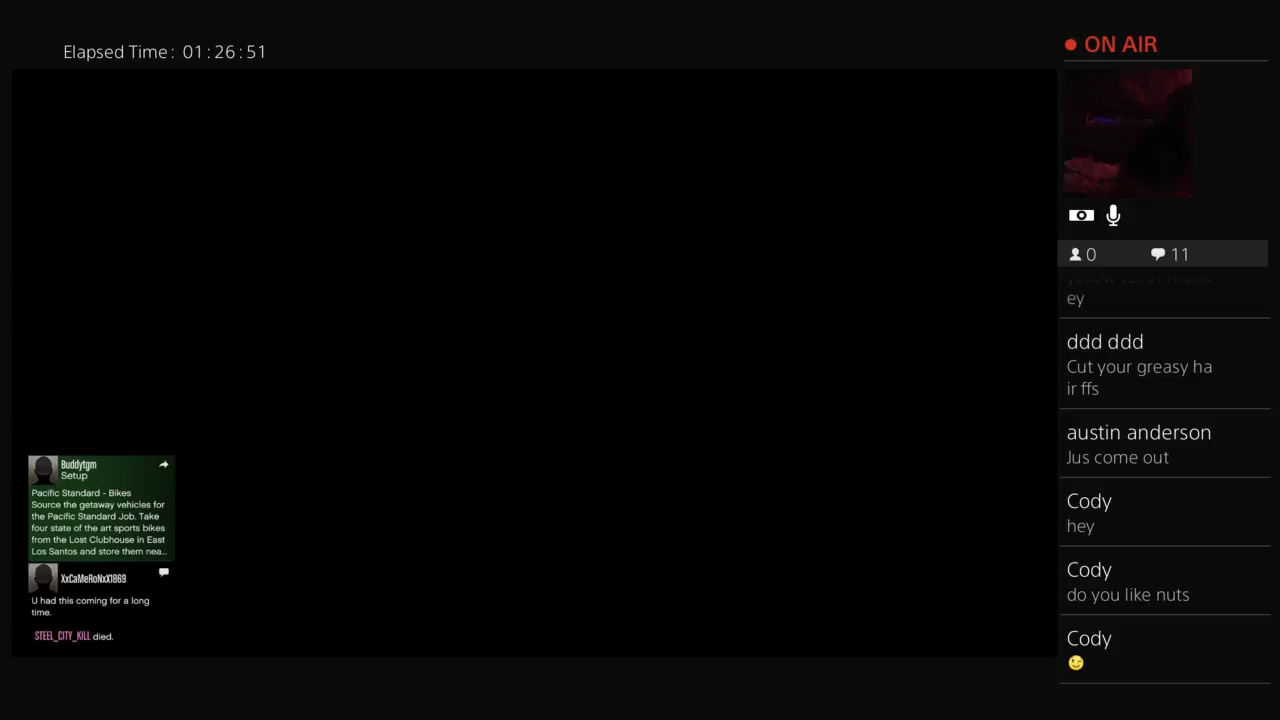 Elapsed Time: 01:26:51
ON AIR
0
11
ey
ddd ddd
Cut your greasy ha
ir ffs
austin anderson
Jus come out
Cody
hey
Cody
do you like nuts
Cody
Buddytgm
Setup
Pacific Standard - Bikes
Source the getaway vehicles for
the Pacific Standard Job. Take
four state of the art sports bikes
from the Lost Clubhouse in East
Los Santos and store them nea...
XxCaMeRoNxX1869
U had this coming for a long
time.
STEEL_CITY_KILL died.